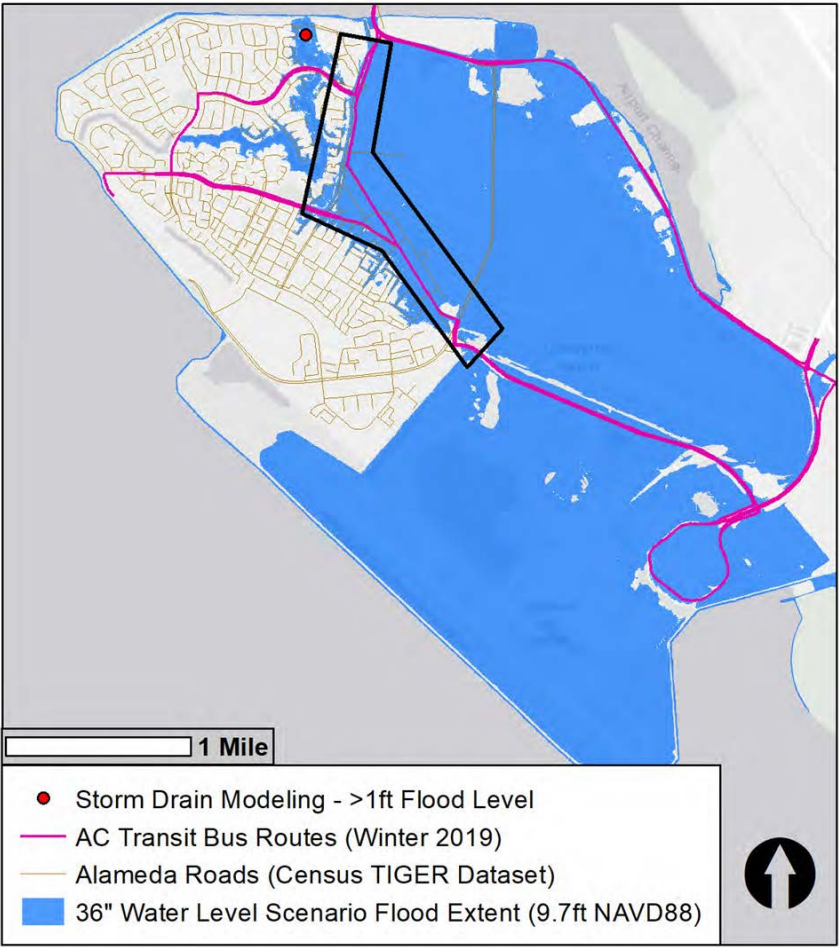 Airport Channel
1 Mile
Storm Drain Modeling - >1ft Flood Level
AC Transit Bus Routes (Winter 2019)
Alameda Roads (Census TIGER Dataset)
36" Water Level Scenario Flood Extent (9.7ft NAVD88)